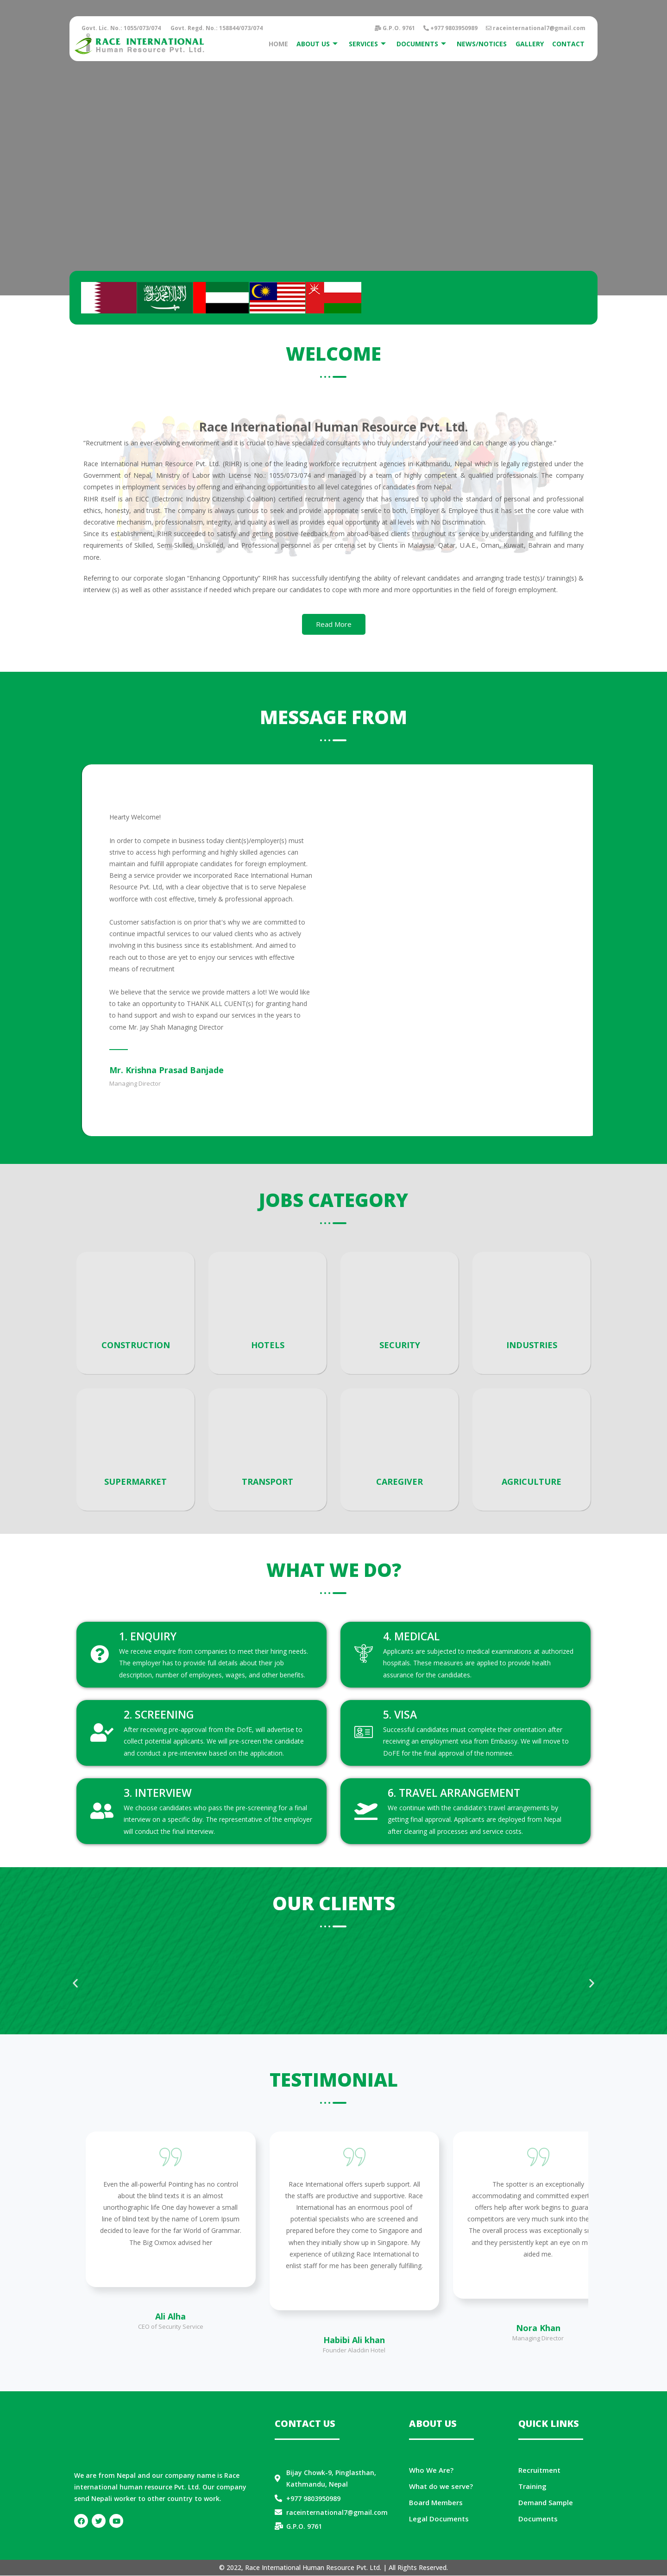 Govt. Lic. No.: 1055/073/074 Govt. Regd. No.: 158844/073/074
G.P.O. 9761 +977 9803950989 raceinternational7@gmail.com
RACE INTERNATIONAL
Human Resource Pvt. Ltd.
HOME ABOUT US SERVICES DOCUMENTS NEWS/NOTICES GALLERY CONTACT
WELCOME
Race International Human Resource Pvt. Ltd.
"Recruitment is an ever-evolving environment and it is crucial to have specialized consultants who truly understand your need and can change as you change."
Race International Human Resource Pvt. Ltd. (RIHR) is one of the leading workforce recruitment agencies in Kathmandu, Nepal which is legally registered under the
Government of Nepal, Ministry of Labor with License No.: 1055/073/074 and managed by a team of highly competent & qualified professionals. The company
competes in employment services by offering and enhancing opportunities to all level categories of candidates from Nepal.
RIHR itself is an EICC (Electronic Industry Citizenship Coalition) certified recruitment agency that has ensured to uphold the standard of personal and professional
ethics, honesty, and trust. The company is always curious to seek and provide appropriate service to both, Employer & Employee thus it has set the core value with
decorative mechanism, professionalism, integrity, and quality as well as provides equal opportunity at all levels with No Discrimination.
Since its establishment, RIHR succeeded to satisfy and getting positive feedback from abroad-based clients throughout its' service by understanding and fulfilling the
requirements of Skilled, Semi-Skilled, Unskilled, and Professional personnel as per criteria set by Clients in Malaysia, Qatar, U.A.E., Oman, Kuwait, Bahrain and many
more.
Referring to our corporate slogan "Enhancing Opportunity" RIHR has successfully identifying the ability of relevant candidates and arranging trade test(s)/ training(s) &
interview (s) as well as other assistance if needed which prepare our candidates to cope with more and more opportunities in the field of foreign employment.
Read More
MESSAGE FROM
Hearty Welcome!
In order to compete in business today client(s)/employer(s) must
strive to access high performing and highly skilled agencies can
maintain and fulfill appropiate candidates for foreign employment.
Being a service provider we incorporated Race International Human
Resource Pvt. Ltd, with a clear objective that is to serve Nepalese
worlforce with cost effective, timely & professional approach.
Customer satisfaction is on prior that's why we are committed to
continue impactful services to our valued clients who as actively
involving in this business since its establishment. And aimed to
reach out to those are yet to enjoy our services with effective
means of recruitment
We believe that the service we provide matters a lot! We would like
to take an opportunity to THANK ALL CUENT(s) for granting hand
to hand support and wish to expand our services in the years to
come Mr. Jay Shah Managing Director
Mr. Krishna Prasad Banjade
Managing Director
JOBS CATEGORY
CONSTRUCTION HOTELS SECURITY INDUSTRIES
SUPERMARKET TRANSPORT CAREGIVER AGRICULTURE
WHAT WE DO?
1. ENQUIRY
We receive enquire from companies to meet their hiring needs.
The employer has to provide full details about their job
description, number of employees, wages, and other benefits.
4. MEDICAL
Applicants are subjected to medical examinations at authorized
hospitals. These measures are applied to provide health
assurance for the candidates.
2. SCREENING
After receiving pre-approval from the DofE, will advertise to
collect potential applicants. We will pre-screen the candidate
and conduct a pre-interview based on the application.
5. VISA
Successful candidates must complete their orientation after
receiving an employment visa from Embassy. We will move to
DoFE for the final approval of the nominee.
3. INTERVIEW
We choose candidates who pass the pre-screening for a final
interview on a specific day. The representative of the employer
will conduct the final interview.
6. TRAVEL ARRANGEMENT
We continue with the candidate's travel arrangements by
getting final approval. Applicants are deployed from Nepal
after clearing all processes and service costs.
OUR CLIENTS
TESTIMONIAL
Even the all-powerful Pointing has no control
about the blind texts it is an almost
unorthographic life One day however a small
line of blind text by the name of Lorem Ipsum
decided to leave for the far World of Grammar.
The Big Oxmox advised her
Ali Alha
CEO of Security Service
Race International offers superb support. All
the staffs are productive and supportive. Race
International has an enormous pool of
potential specialists who are screened and
prepared before they come to Singapore and
when they initially show up in Singapore. My
experience of utilizing Race International to
enlist staff for me has been generally fulfilling.
Habibi Ali khan
Founder Aladdin Hotel
The spotter is an exceptionally
accommodating and committed expert
offers help after work begins to guara
competitors are very much sunk into the
The overall process was exceptionally s
and they persistently kept an eye on m
aided me.
Nora Khan
Managing Director
We are from Nepal and our company name is Race
international human resource Pvt. Ltd. Our company
send Nepali worker to other country to work.
CONTACT US
Bijay Chowk-9, Pinglasthan,
Kathmandu, Nepal
+977 9803950989
raceinternational7@gmail.com
G.P.O. 9761
ABOUT US
Who We Are?
What do we serve?
Board Members
Legal Documents
QUICK LINKS
Recruitment
Training
Demand Sample
Documents
© 2022, Race International Human Resource Pvt. Ltd. | All Rights Reserved.